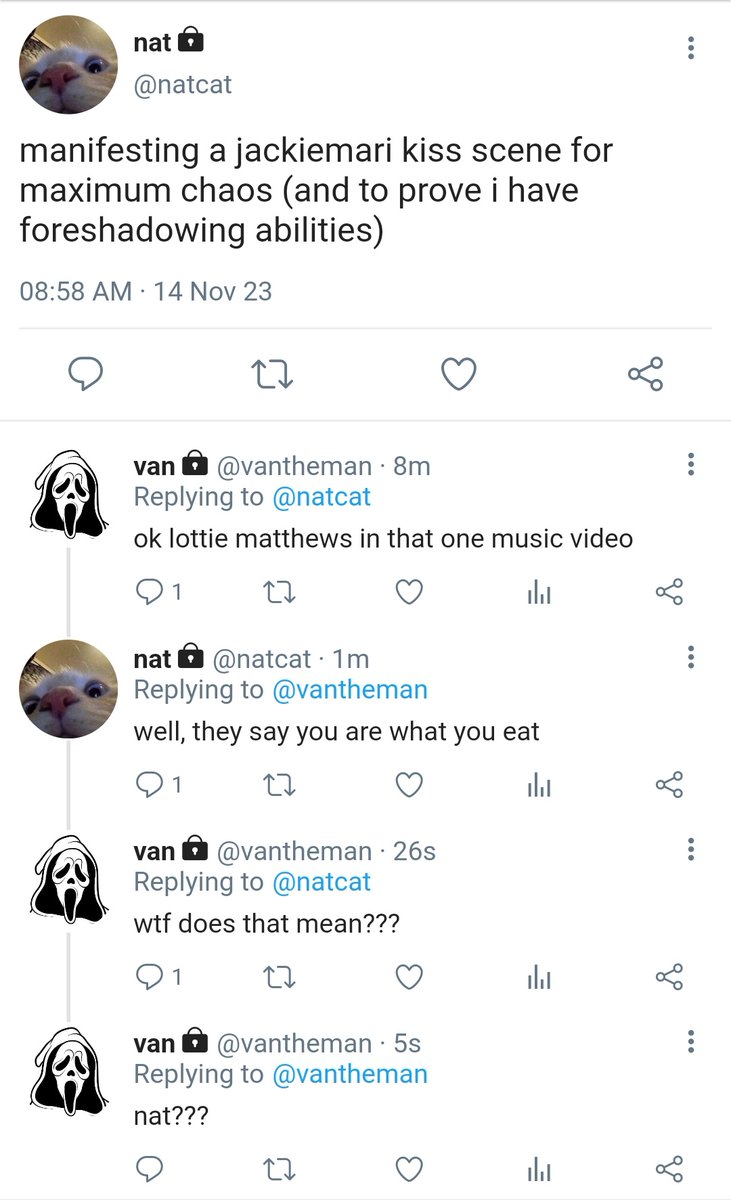 nat
@natcat
manifesting a jackiemari kiss scene for
maximum chaos (and to prove i have
foreshadowing abilities)
08:58 AM · 14 Nov 23
van @vantheman · 8m
Replying to @natcat
ok lottie matthews in that one music video
1
nat @natcat · 1m
Replying to @vantheman
well, they say you are what you eat
1
van @vantheman · 26s
Replying to @natcat
wtf does that mean???
1
van @vantheman · 5s
Replying to @vantheman
nat???